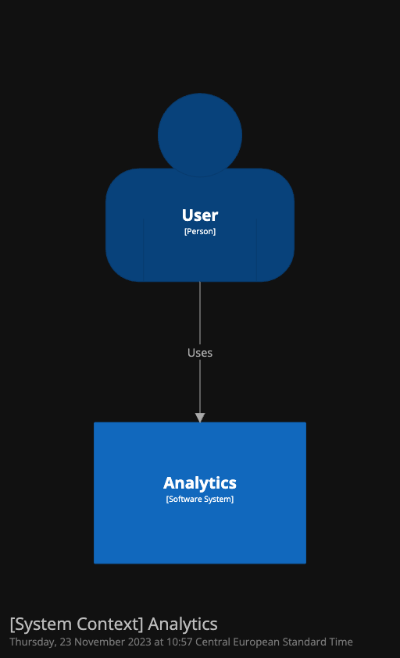 User
[Person]
Uses
Analytics
[Software System]
[System Context] Analytics
Thursday, 23 November 2023 at 10:57 Central European Standard Time